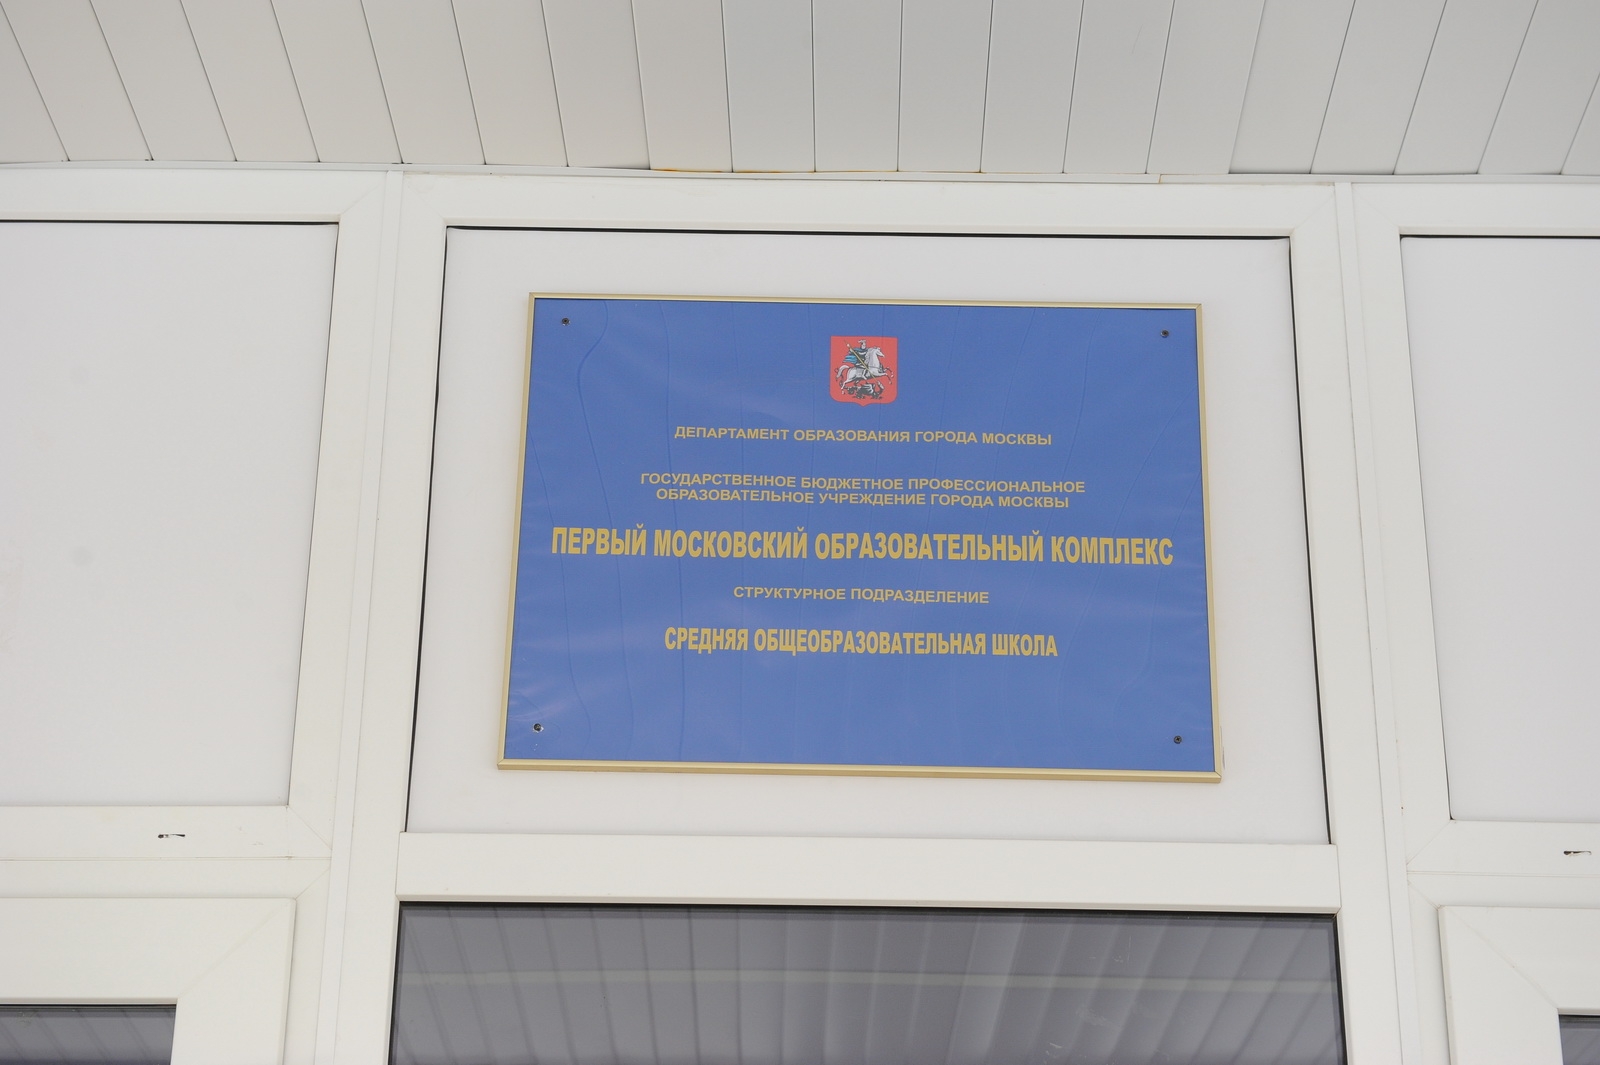 ДЕПАРТАМЕНТ ОБРАЗОВАНИЯ ГОРОДА МОСКВЫ
ГОСУДАРСТВЕННОЕ БЮДЖЕТНОЕ ПРОФЕССИОНАЛЬНОЕ
ОБРАЗОВАТЕЛЬНОЕ УЧРЕЖДЕНИЕ ГОРОДА МОСКВЫ
ПЕРВЫЙ МОСКОВСКИЙ ОБРАЗОВАТЕЛЬНЫЙ КОМПЛЕКС
СТРУКТУРНОЕ ПОДРАЗДЕЛЕНИЕ
СРЕДНЯЯ ОБЩЕОБРАЗОВАТЕЛЬНАЯ ШКОЛА